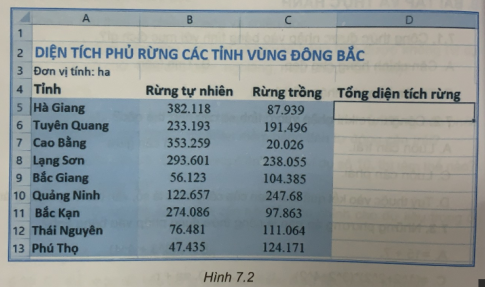 A B C D
1
2 DIỆN TÍCH PHỦ RỪNG CÁC TỈNH VÙNG ĐÔNG BẮC
3 Đơn vị tính: ha
4 Tỉnh Rừng tự nhiên Rừng trồng Tổng diện tích rừng
5 Hà Giang 382.118 87.939
6 Tuyên Quang 233.193 191.496
7 Cao Bằng 353.259 20.026
8 Lạng Sơn 293.601 238.055
9 Bắc Giang 56.123 104.385
10 Quảng Ninh 122.657 247.68
11 Bắc Kạn 274.086 97.863
12 Thái Nguyên 76.481 111.064
13 Phú Thọ 47.435 124.171
Hình 7.2